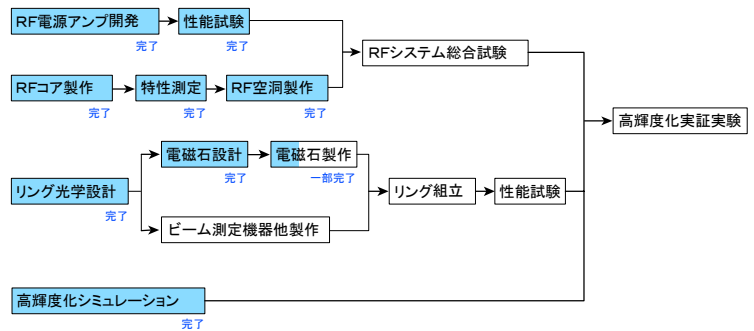 RF電源アンプ開発
完了
性能試験
完了
RFシステム総合試験
RFコア製作
完了
特性測定
完了
RF空洞製作
完了
高輝度化実証実験
電磁石設計
完了
電磁石製作
一部完了
リング光学設計
完了
リング組立
性能試験
ビーム測定機器他製作
高輝度化シミュレーション
完了